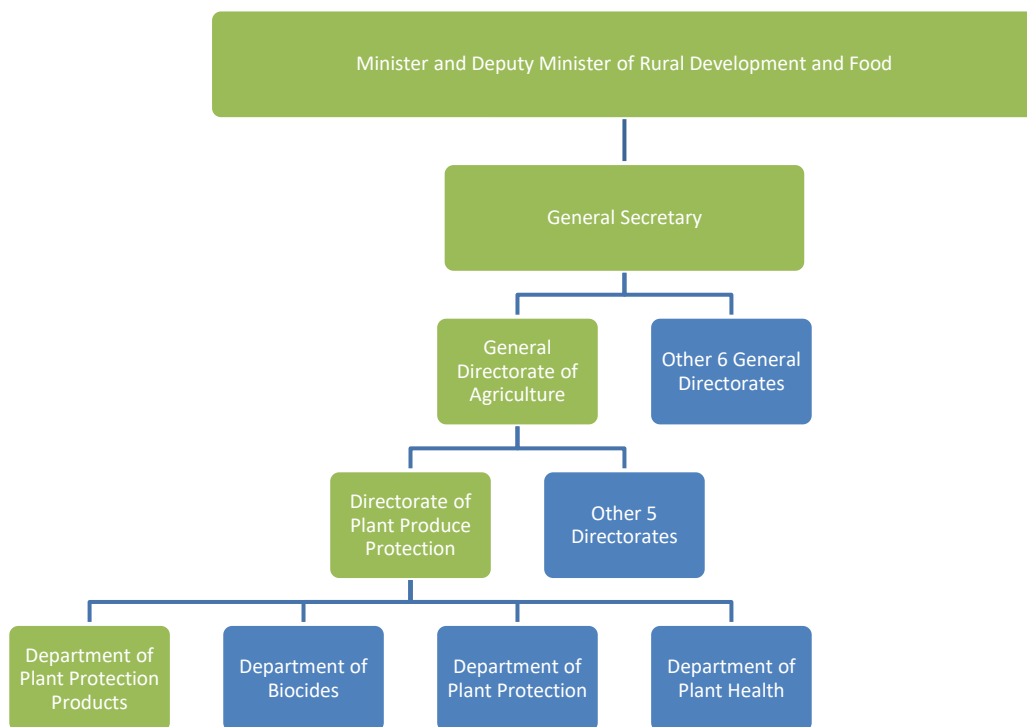 Minister and Deputy Minister of Rural Development and Food
General Secretary
General
Directorate of
Agriculture
Other 6 General
Directorates
Directorate of
Plant Produce
Protection
Other 5
Directorates
Department of
Plant Protection
Products
Department of
Biocides
Department of
Plant Protection
Department of
Plant Health